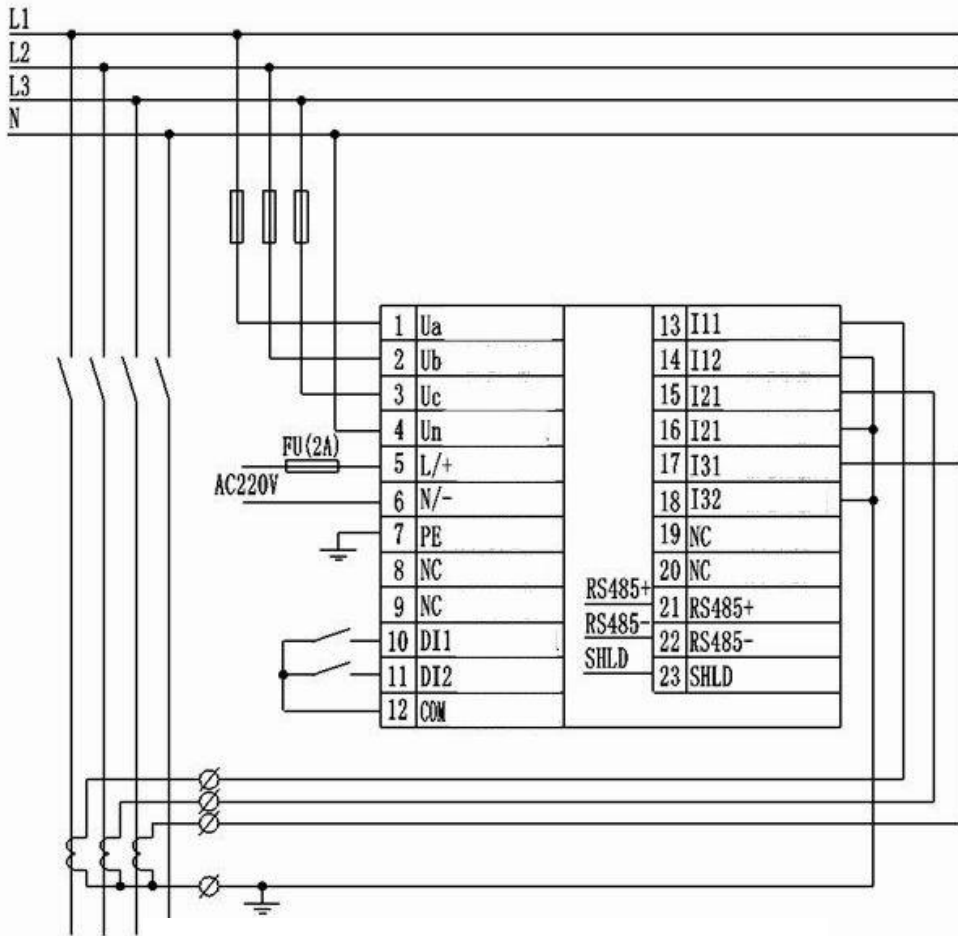 L1
L2
L3
N
1 Ua
2 Ub
3 Uc
4 Un
FU(2A)
5 L/+
AC220V
6 N/-
7 PE
8 NC
9 NC
10 DI1
11 DI2
12 COM
13 I11
14 I12
15 I21
16 I21
17 I31
18 I32
19 NC
20 NC
RS485+
21 RS485+
RS485-
22 RS485-
SHLD
23 SHLD